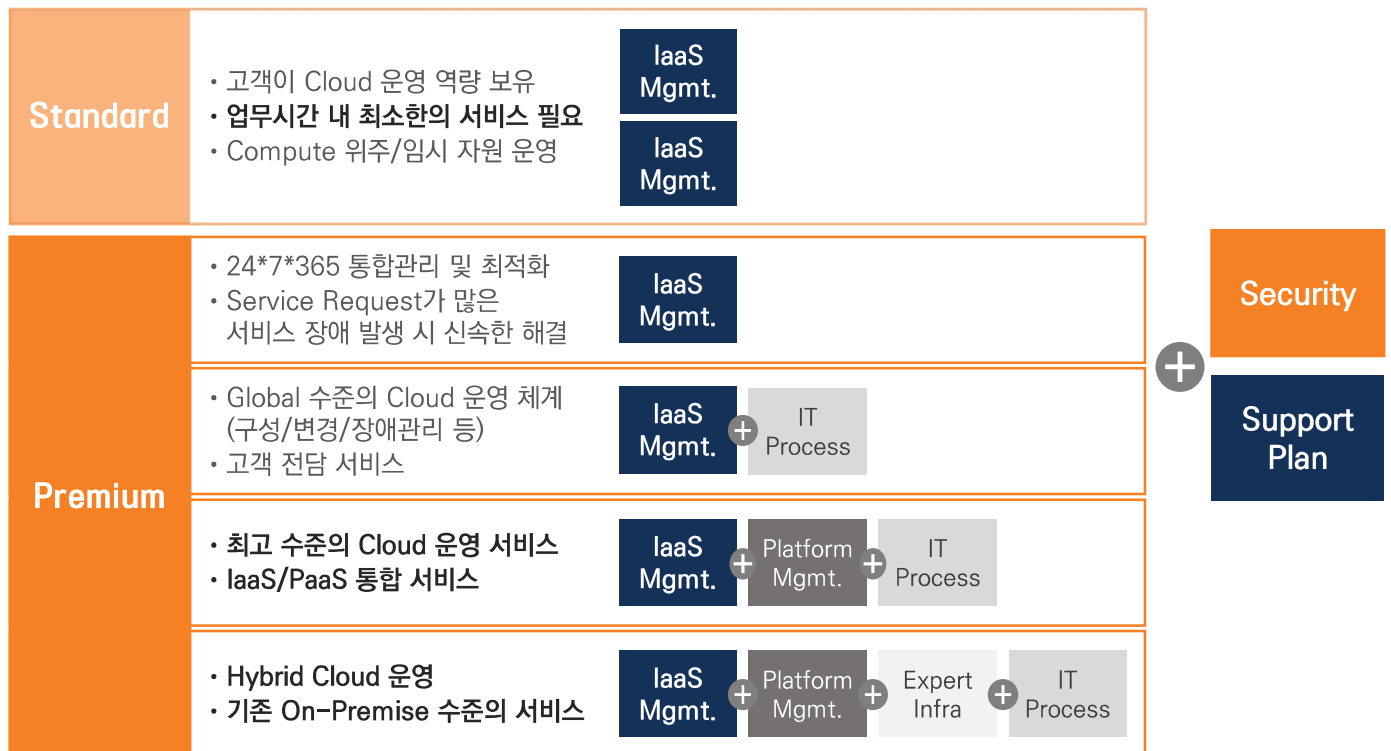 Standard
· 고객이 Cloud 운영 역량 보유
· 업무시간 내 최소한의 서비스 필요
· Compute 위주/임시 자원 운영
IaaS
Mgmt.
IaaS
Mgmt.
Premium
· 24*7*365 통합관리 및 최적화
· Service Request가 많은
서비스 장애 발생 시 신속한 해결
IaaS
Mgmt.
· Global 수준의 Cloud 운영 체계
(구성/변경/장애관리 등)
· 고객 전담 서비스
IaaS
Mgmt.
+
IT
Process
· 최고 수준의 Cloud 운영 서비스
· IaaS/PaaS 통합 서비스
IaaS
Mgmt.
+
Platform
Mgmt.
+
IT
Process
· Hybrid Cloud 운영
· 기존 On-Premise 수준의 서비스
IaaS
Mgmt.
+
Platform
Mgmt.
+
Expert
Infra
+
IT
Process
+
Security
Support
Plan